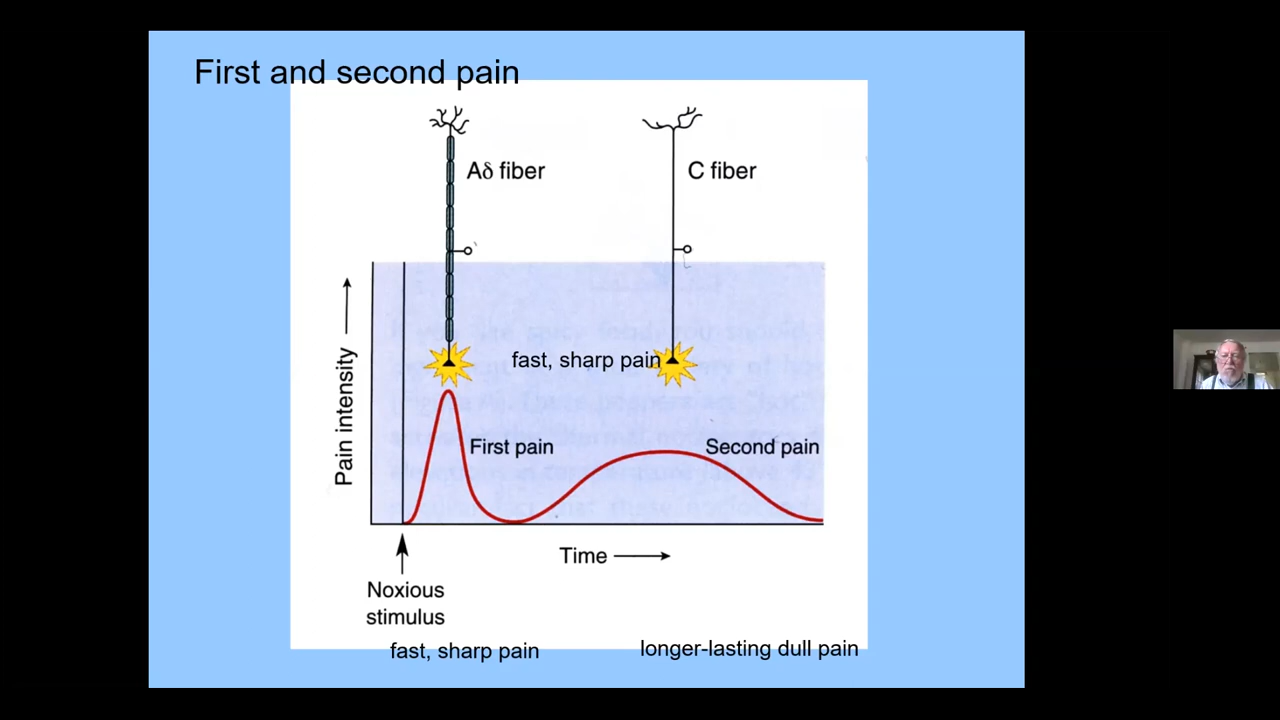 First and second pain
Aδ fiber
C fiber
Pain intensity
fast, sharp pain
First pain
Second pain
Time
Noxious
stimulus
fast, sharp pain
longer-lasting dull pain